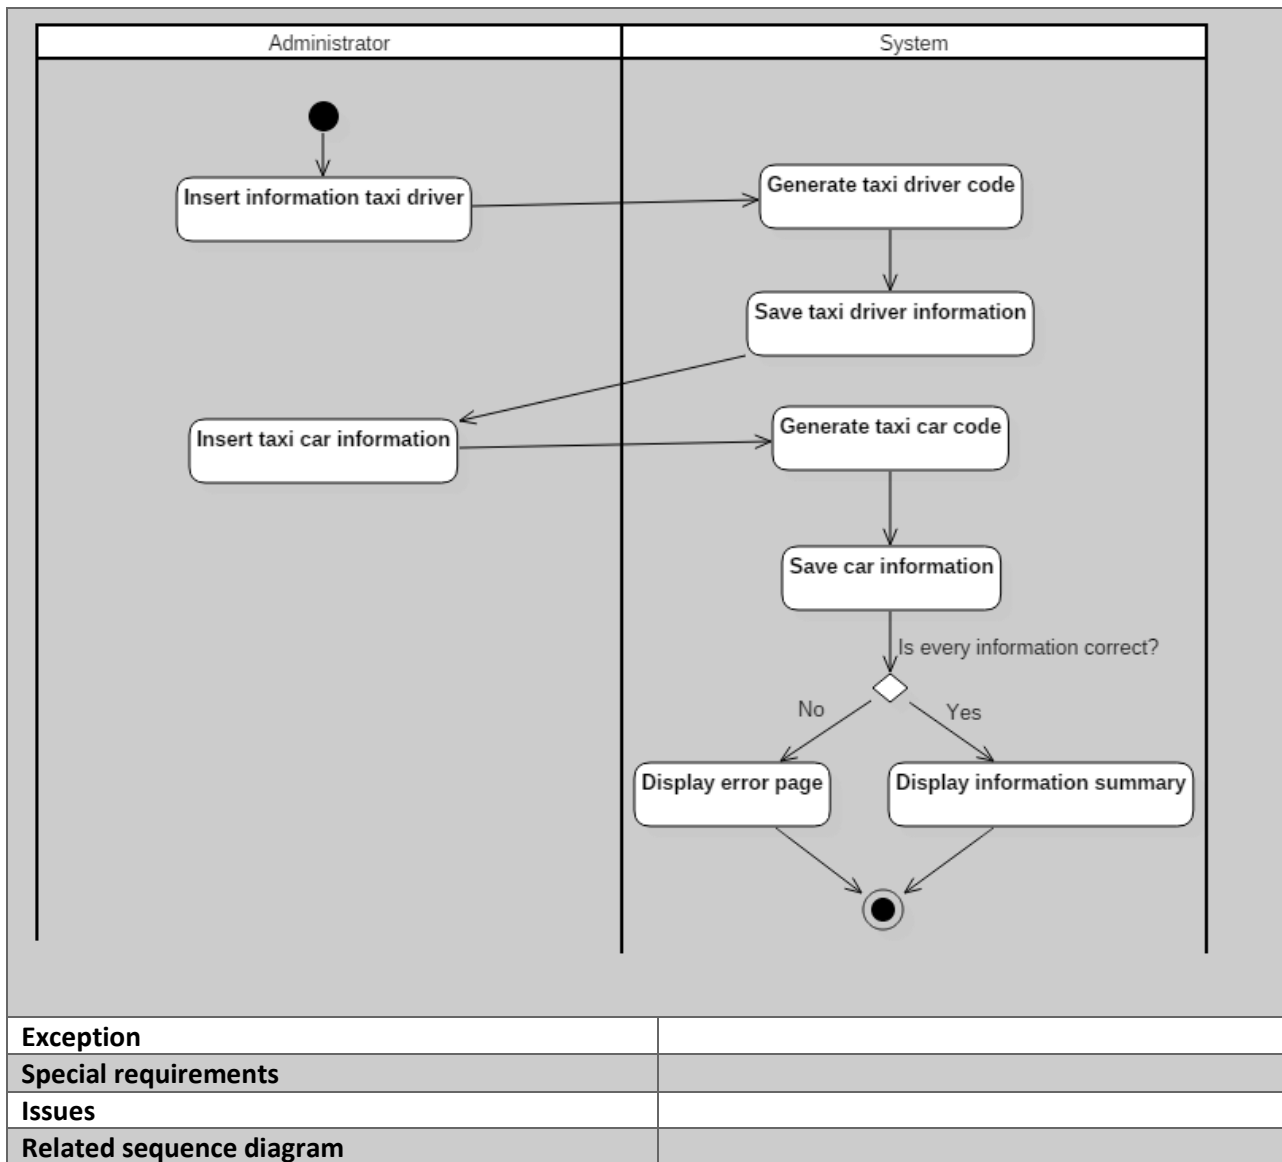 Administrator
System
Insert information taxi driver
Generate taxi driver code
Save taxi driver information
Insert taxi car information
Generate taxi car code
Save car information
Is every information correct?
No
Yes
Display error page
Display information summary
Exception
Special requirements
Issues
Related sequence diagram